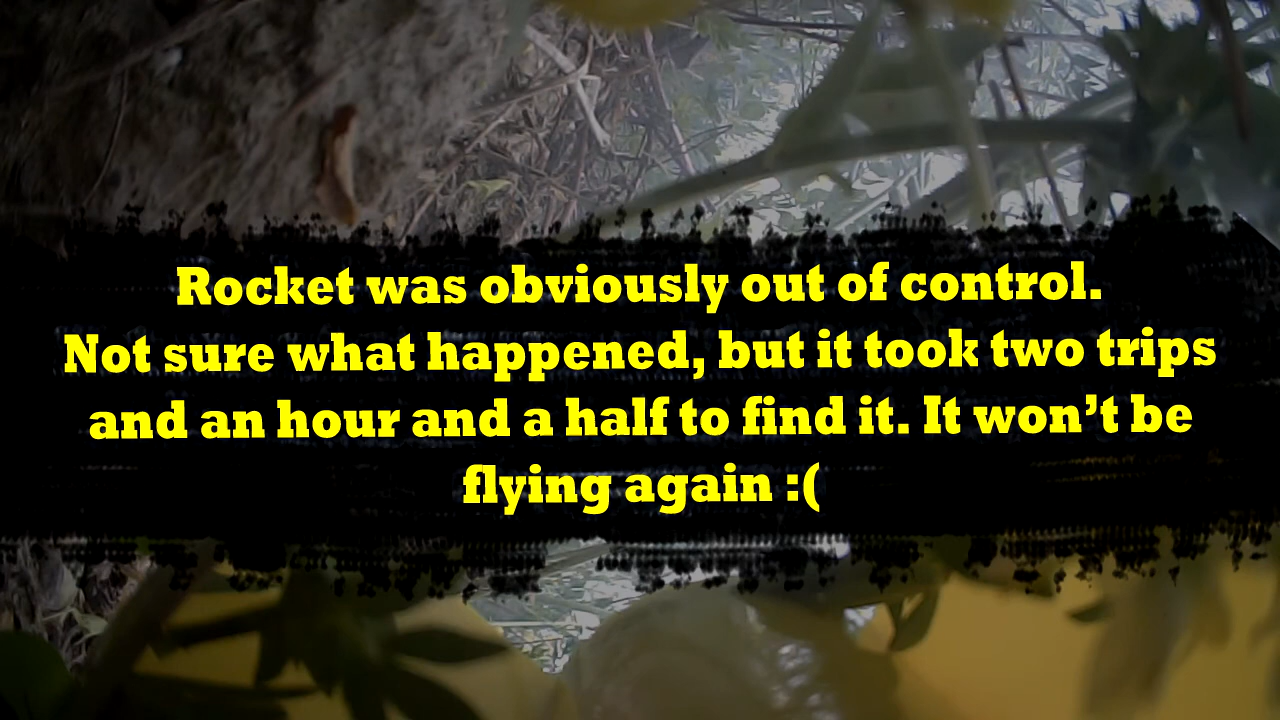 Rocket was obviously out of control.
Not sure what happened, but it took two trips
and an hour and a half to find it. It won’t be
flying again :(